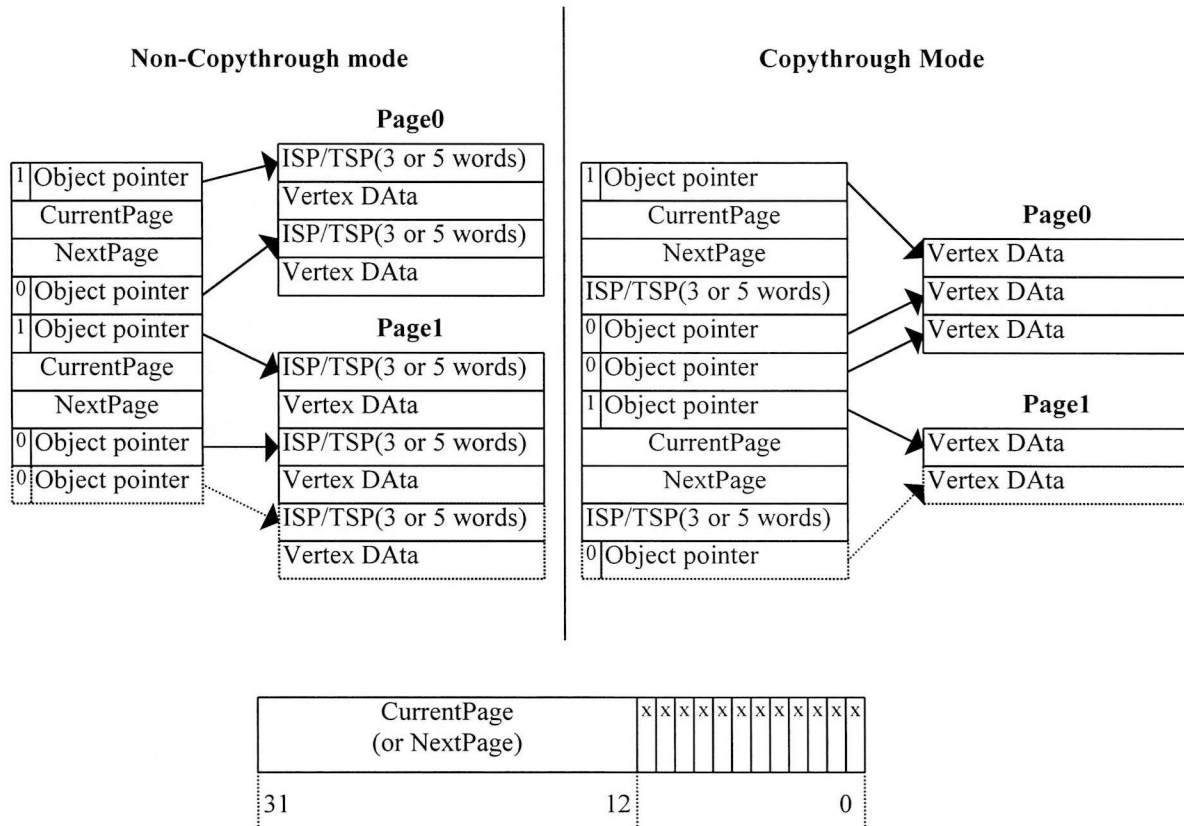 Non-Copythrough mode
Page0
1 Object pointer
CurrentPage
NextPage
0 Object pointer
1 Object pointer
CurrentPage
NextPage
0 Object pointer
0 Object pointer
ISP/TSP(3 or 5 words)
Vertex DAta
ISP/TSP(3 or 5 words)
Vertex DAta
Page1
ISP/TSP(3 or 5 words)
Vertex DAta
ISP/TSP(3 or 5 words)
Vertex DAta
ISP/TSP(3 or 5 words)
Vertex DAta
Copythrough Mode
1 Object pointer
CurrentPage
NextPage
ISP/TSP(3 or 5 words)
0 Object pointer
0 Object pointer
1 Object pointer
CurrentPage
NextPage
ISP/TSP(3 or 5 words)
0 Object pointer
Page0
Vertex DAta
Vertex DAta
Vertex DAta
Page1
Vertex DAta
Vertex DAta
CurrentPage
(or NextPage)
x x x x x x x x x x x x
31 12 0